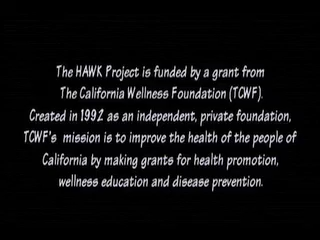 The HAWK Project is funded by a grant from
The California Wellness Foundation (TCWF).
Created in 1992 as an independent, private foundation,
TCWF's mission is to improve the health of the people of
California by making grants for health promotion,
wellness education and disease prevention.